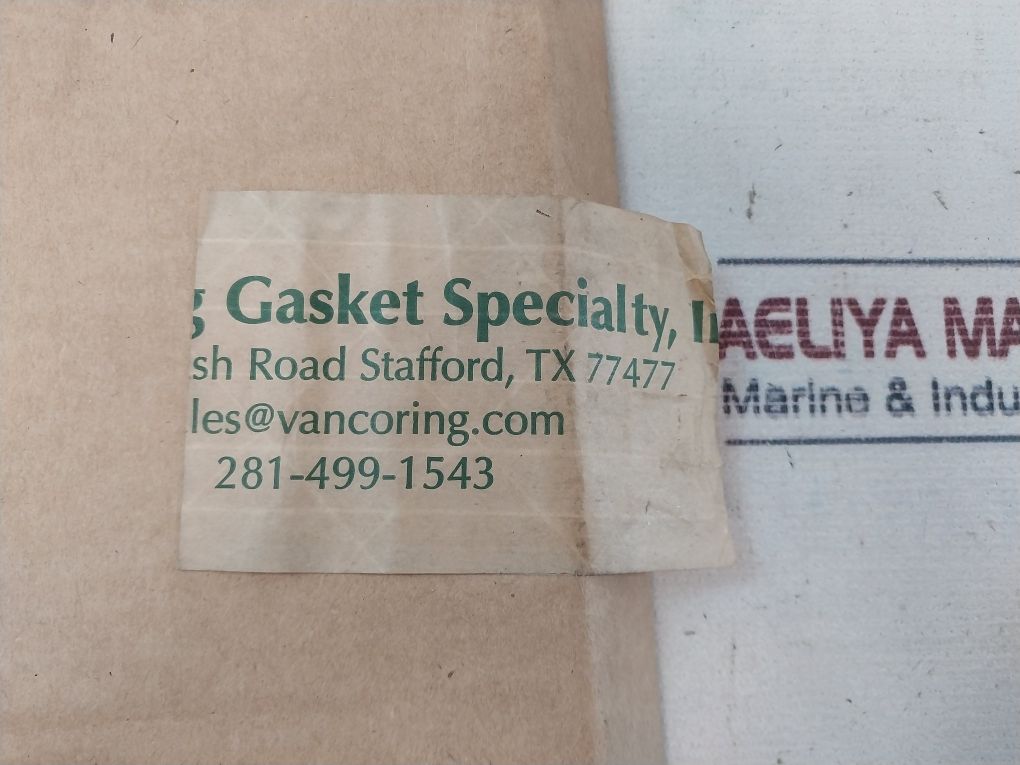 g Gasket Specialty, I
sh Road Stafford, TX 77477
les@vancoring.com
281-499-1543
AELIYA MA
Marine & Indu